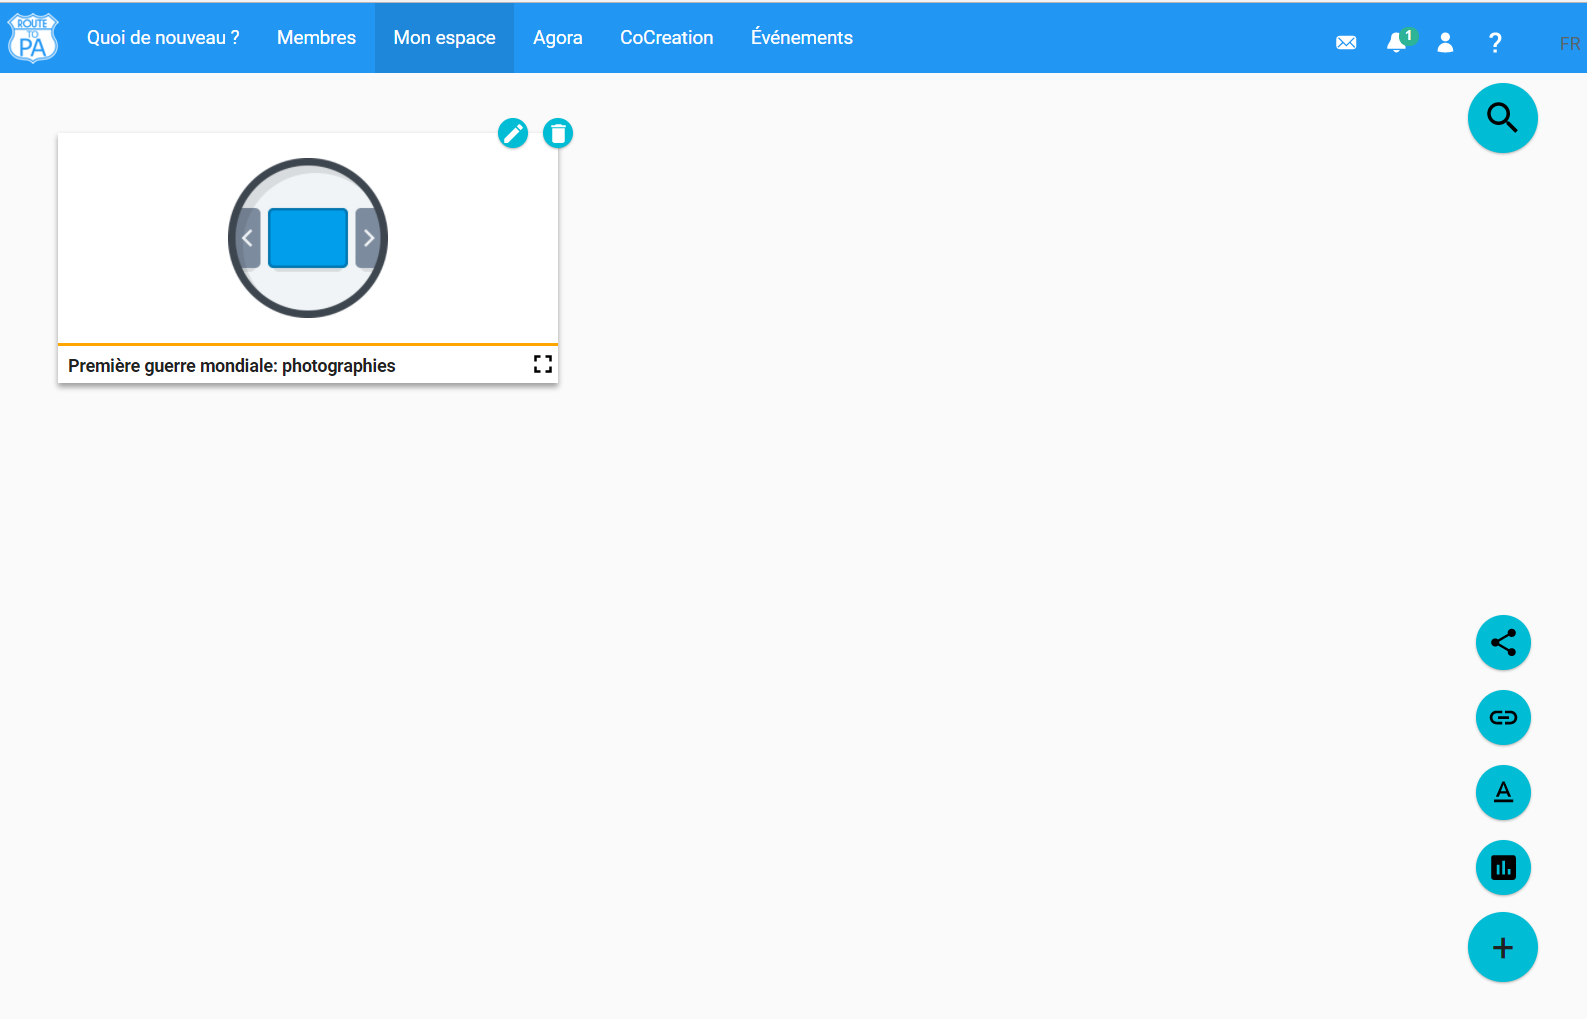 ROUTE
TO
PA
Quoi de nouveau ?
Membres
Mon espace
Agora
CoCreation
Événements
1
?
FR
Première guerre mondiale: photographies
A